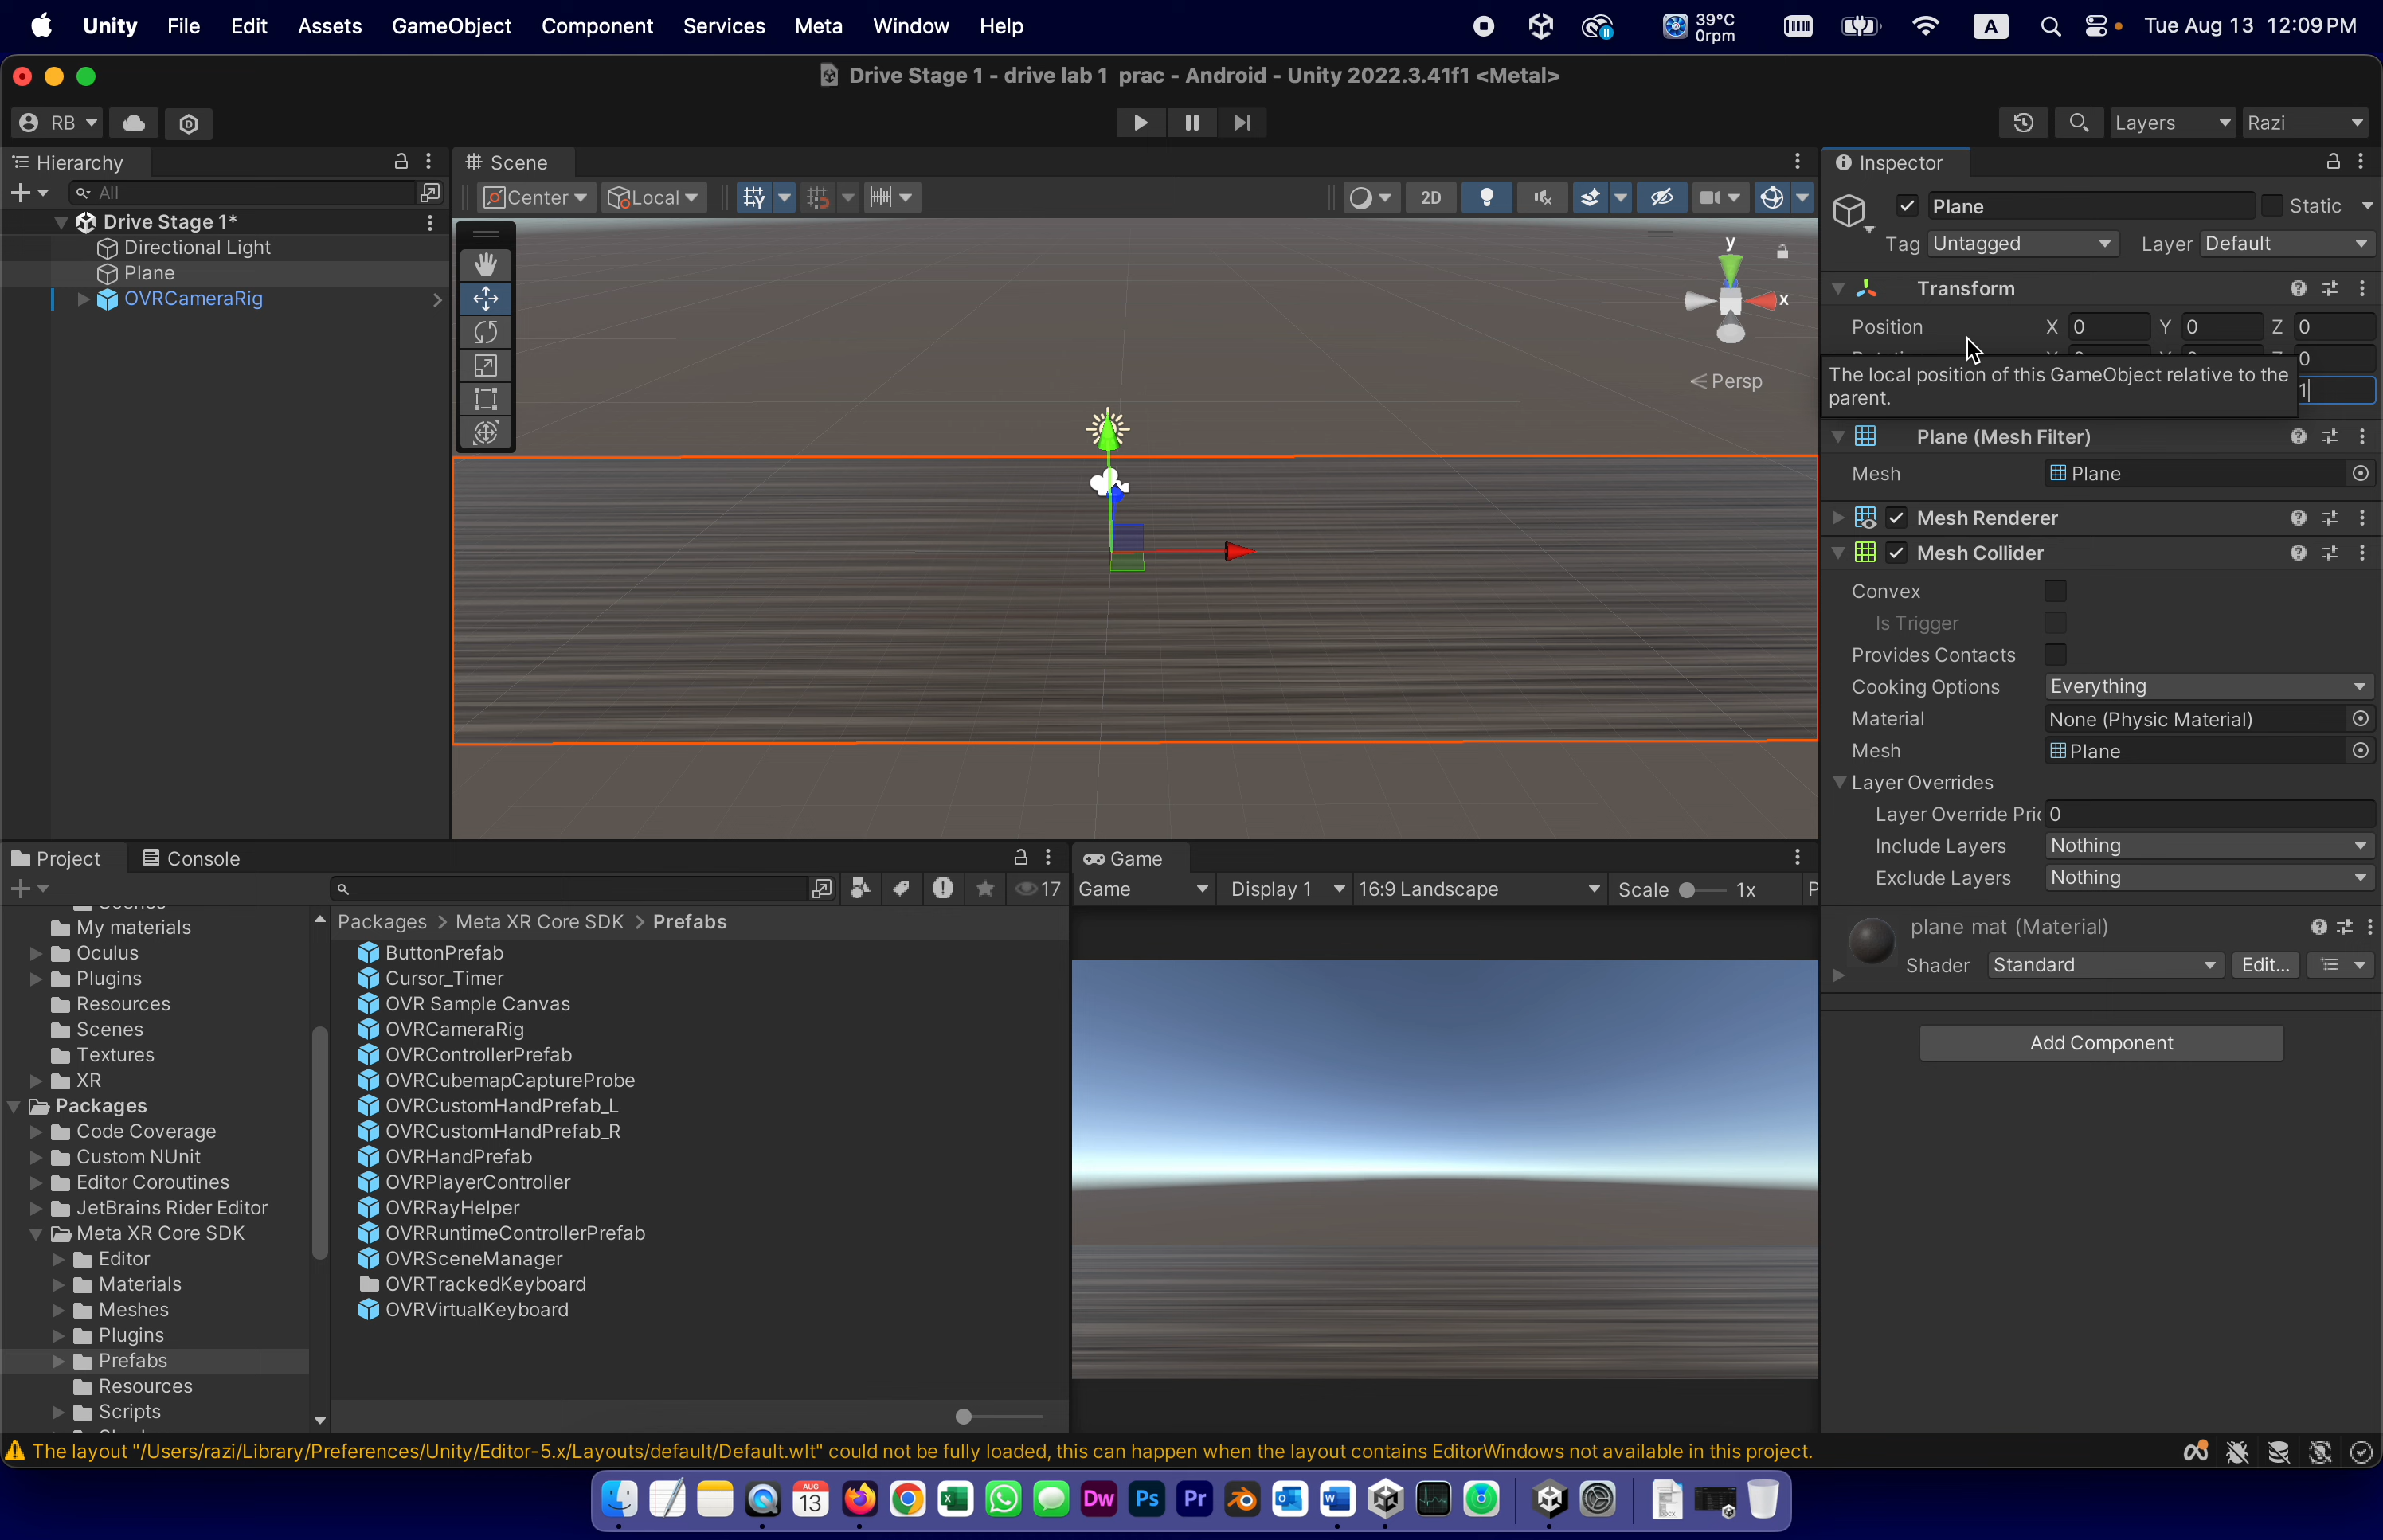 Unity File Edit Assets GameObject Component Services Meta Window Help 39°C 0rpm A Tue Aug 13 12:09 PM
Drive Stage 1 - drive lab 1 prac - Android - Unity 2022.3.41f1 <Metal>
RB Layers Razi
Hierarchy
All
Drive Stage 1*
Directional Light
Plane
OVRCameraRig
Scene
Center Local 2D
y
x
Persp
Inspector
Plane Static
Tag Untagged Layer Default
Transform
Position X 0 Y 0 Z 0
0
The local position of this GameObject relative to the
parent.
1
Plane (Mesh Filter)
Mesh Plane
Mesh Renderer
Mesh Collider
Convex
Is Trigger
Provides Contacts
Cooking Options Everything
Material None (Physic Material)
Mesh Plane
Layer Overrides
Layer Override Pri 0
Include Layers Nothing
Exclude Layers Nothing
plane mat (Material)
Shader Standard Edit...
Add Component
Project Console
17
My materials
Oculus
Plugins
Resources
Scenes
Textures
XR
Packages
Code Coverage
Custom NUnit
Editor Coroutines
JetBrains Rider Editor
Meta XR Core SDK
Editor
Materials
Meshes
Plugins
Prefabs
Resources
Scripts
Packages > Meta XR Core SDK > Prefabs
ButtonPrefab
Cursor_Timer
OVR Sample Canvas
OVRCameraRig
OVRControllerPrefab
OVRCubemapCaptureProbe
OVRCustomHandPrefab_L
OVRCustomHandPrefab_R
OVRHandPrefab
OVRPlayerController
OVRRayHelper
OVRRuntimeControllerPrefab
OVRSceneManager
OVRTrackedKeyboard
OVRVirtualKeyboard
Game
Game Display 1 16:9 Landscape Scale 1x P
The layout "/Users/razi/Library/Preferences/Unity/Editor-5.x/Layouts/default/Default.wlt" could not be fully loaded, this can happen when the layout contains EditorWindows not available in this project.
AUG
13
Dw
Ps
Pr
DOCX